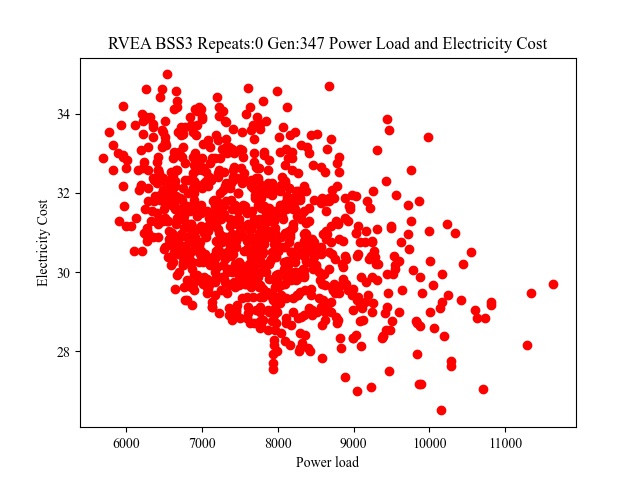 RVEA BSS3 Repeats:0 Gen:347 Power Load and Electricity Cost
34
32
30
28
Electricity Cost
6000 7000 8000 9000 10000 11000
Power load